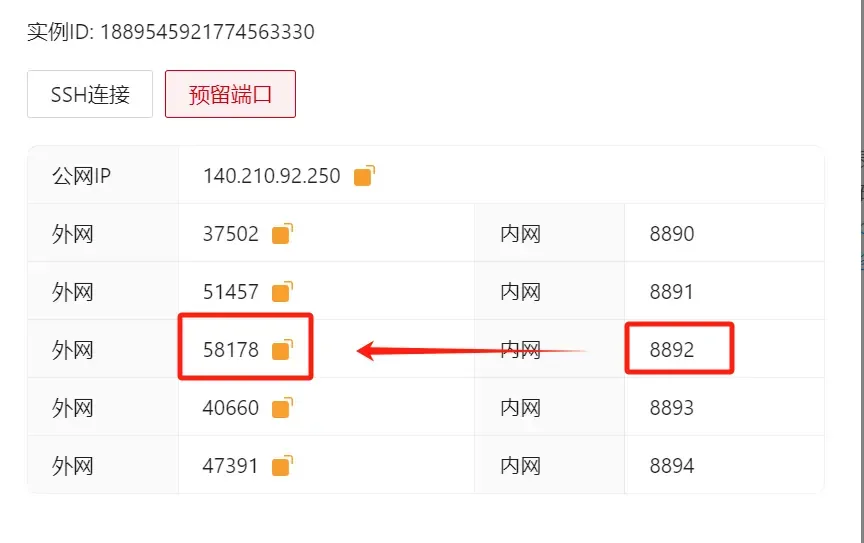 实例ID: 1889545921774563330
SSH连接 预留端口
公网IP 140.210.92.250
外网 37502 内网 8890
外网 51457 内网 8891
外网 58178 内网 8892
外网 40660 内网 8893
外网 47391 内网 8894